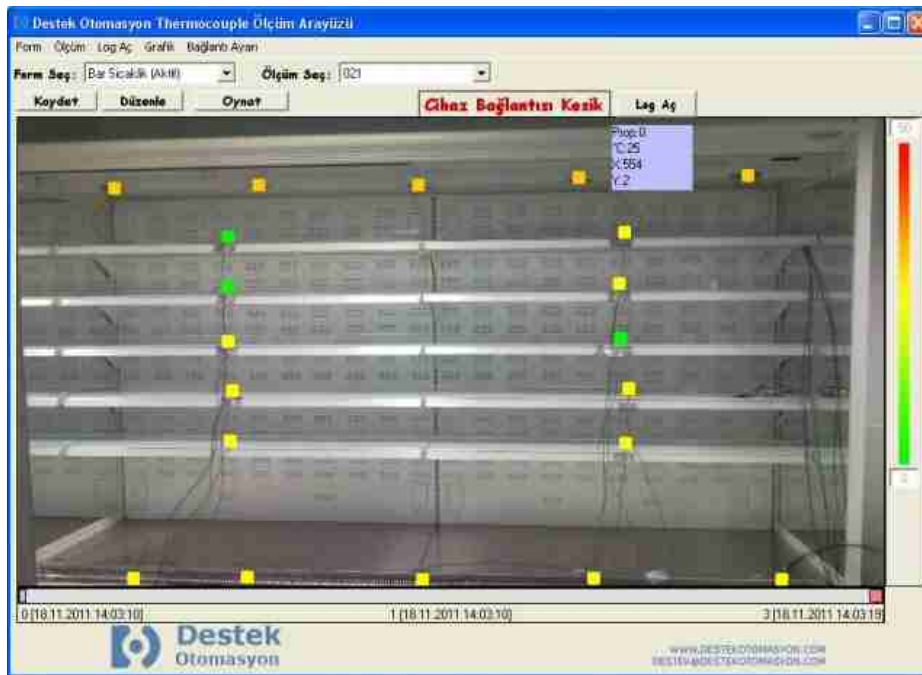 Destek Otomasyon Thermocouple Ölçüm Arayüzü
Form Ölçüm Log Aç Grafik Bağlantı Ayarı
Form Seç: Bar Sıcaklık (Aktif) Ölçüm Seç: 021
Kaydet Düzenle Oynat Cihaz Bağlantısı Kesik Log Aç
Prop:0
°C:25
X:554
Y:2
50
0
0 [18.11.2011 14:03:10] 1 [18.11.2011 14:03:10] 3 [18.11.2011 14:03:19]
Destek
Otomasyon
WWW.DESTEKOTOMASYON.COM
DESTEK@DESTEKOTOMASYON.COM